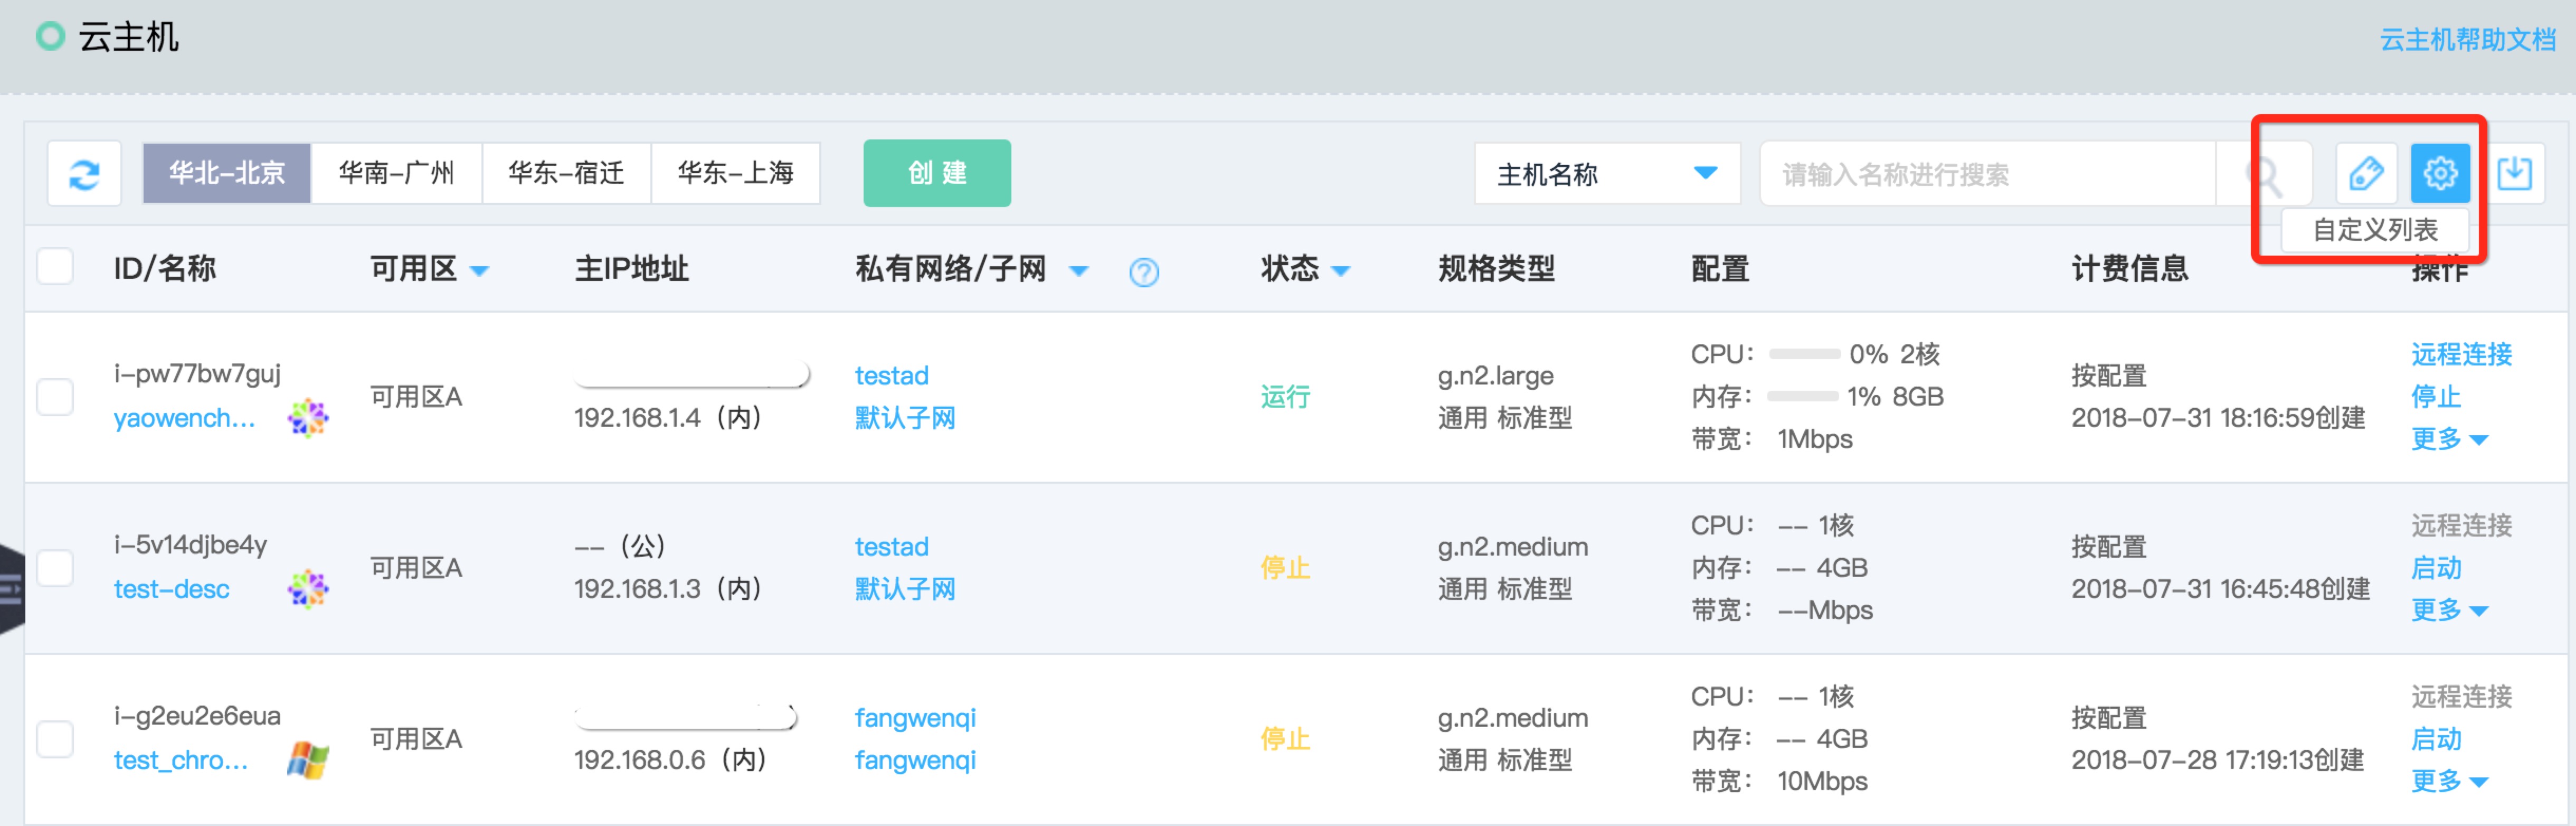 云主机
云主机帮助文档
华北-北京 华南-广州 华东-宿迁 华东-上海 创建 主机名称 请输入名称进行搜索
自定义列表
ID/名称 可用区 主IP地址 私有网络/子网 ? 状态 规格类型 配置 计费信息 操作
i-pw77bw7guj
yaowench...
可用区A
192.168.1.4（内）
testad
默认子网
运行
g.n2.large
通用 标准型
CPU： 0% 2核
内存： 1% 8GB
带宽： 1Mbps
按配置
2018-07-31 18:16:59创建
远程连接
停止
更多
i-5v14djbe4y
test-desc
可用区A
--（公）
192.168.1.3（内）
testad
默认子网
停止
g.n2.medium
通用 标准型
CPU： -- 1核
内存： -- 4GB
带宽： --Mbps
按配置
2018-07-31 16:45:48创建
远程连接
启动
更多
i-g2eu2e6eua
test_chro...
可用区A
192.168.0.6（内）
fangwenqi
fangwenqi
停止
g.n2.medium
通用 标准型
CPU： -- 1核
内存： -- 4GB
带宽： 10Mbps
按配置
2018-07-28 17:19:13创建
远程连接
启动
更多